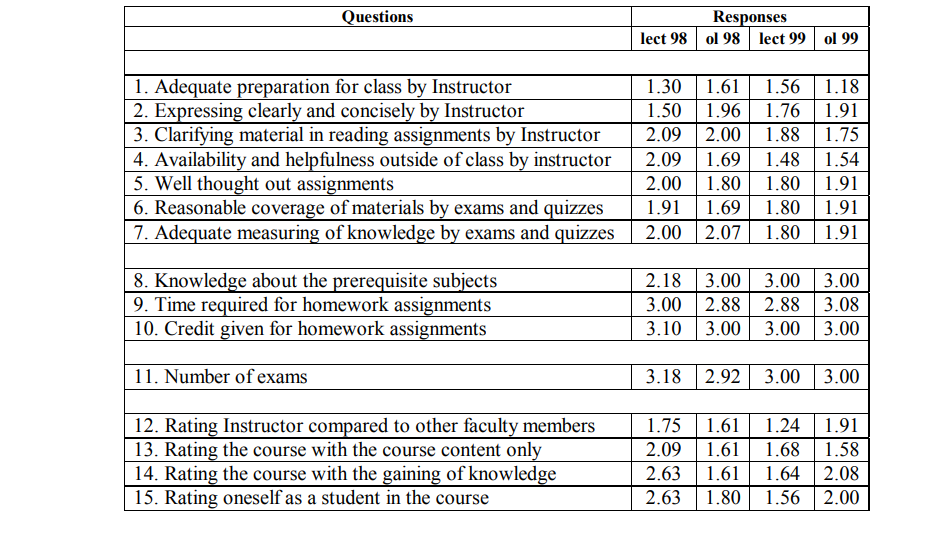 Questions Responses
lect 98 ol 98 lect 99 ol 99
1. Adequate preparation for class by Instructor 1.30 1.61 1.56 1.18
2. Expressing clearly and concisely by Instructor 1.50 1.96 1.76 1.91
3. Clarifying material in reading assignments by Instructor 2.09 2.00 1.88 1.75
4. Availability and helpfulness outside of class by instructor 2.09 1.69 1.48 1.54
5. Well thought out assignments 2.00 1.80 1.80 1.91
6. Reasonable coverage of materials by exams and quizzes 1.91 1.69 1.80 1.91
7. Adequate measuring of knowledge by exams and quizzes 2.00 2.07 1.80 1.91
8. Knowledge about the prerequisite subjects 2.18 3.00 3.00 3.00
9. Time required for homework assignments 3.00 2.88 2.88 3.08
10. Credit given for homework assignments 3.10 3.00 3.00 3.00
11. Number of exams 3.18 2.92 3.00 3.00
12. Rating Instructor compared to other faculty members 1.75 1.61 1.24 1.91
13. Rating the course with the course content only 2.09 1.61 1.68 1.58
14. Rating the course with the gaining of knowledge 2.63 1.61 1.64 2.08
15. Rating oneself as a student in the course 2.63 1.80 1.56 2.00